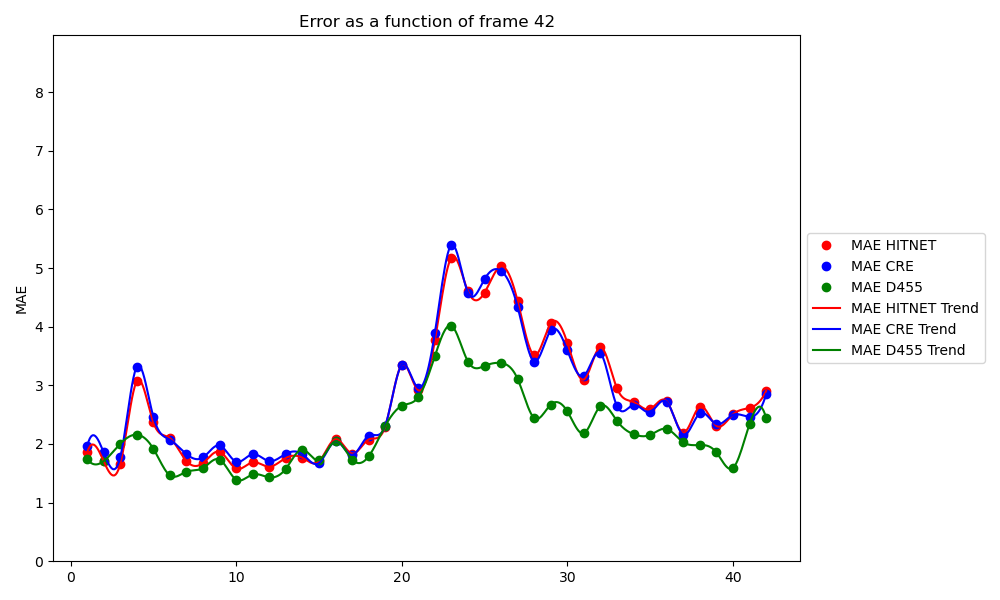 Error as a function of frame 42
MAE
8
7
6
5
4
3
2
1
0
0 10 20 30 40
MAE HITNET
MAE CRE
MAE D455
MAE HITNET Trend
MAE CRE Trend
MAE D455 Trend